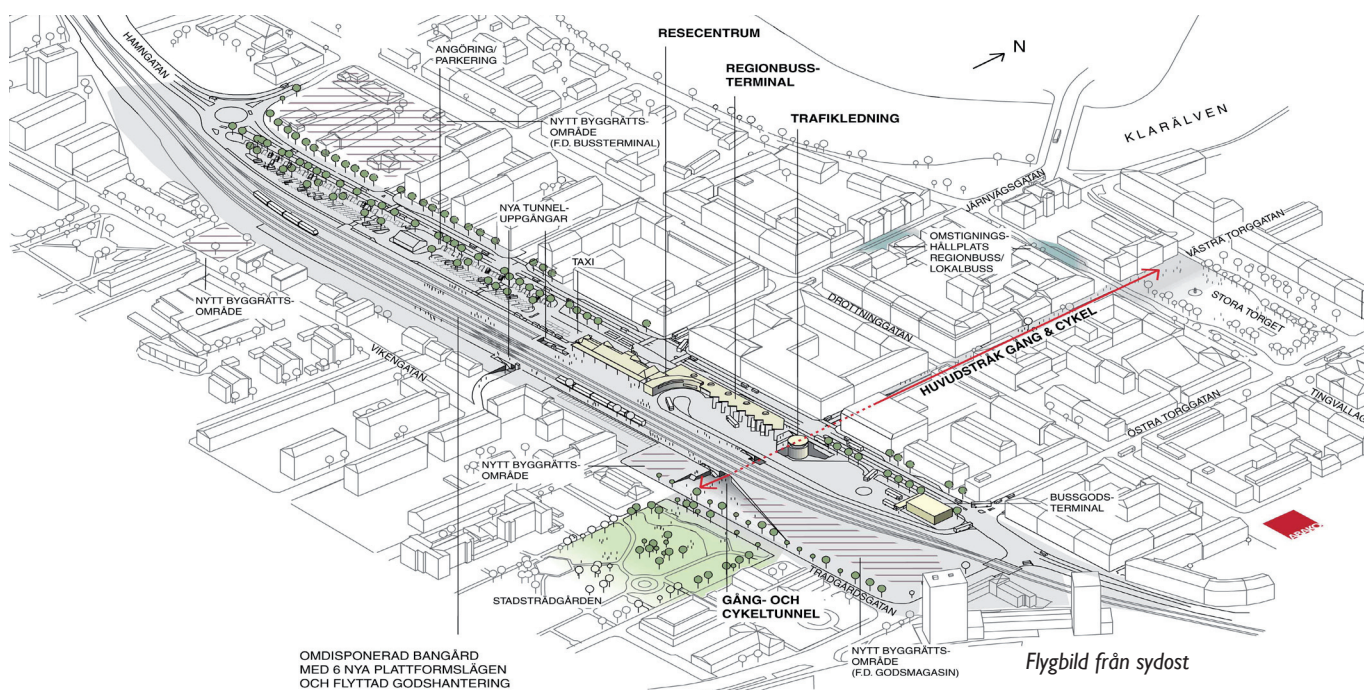 HAMNGATAN
ANGÖRING/
PARKERING
RESECENTRUM
REGIONBUSS-
TERMINAL
TRAFIKLEDNING
N
KLARÄLVEN
NYTT BYGGRÄTTS-
OMRÅDE
(F.D. BUSSTERMINAL)
NYA TUNNEL-
UPPGÅNGAR
TAXI
JÄRNVÄGSGATAN
OMSTIGNINGS-
HÅLLPLATS
REGIONBUSS/
LOKALBUSS
VÄSTRA TORGGATAN
STORA TORGET
DROTTNINGGATAN
HUVUDSTRÅK GÅNG & CYKEL
NYTT BYGGRÄTTS-
OMRÅDE
VIKENGATAN
ÖSTRA TORGGATAN
TINGVALLAG
NYTT BYGGRÄTTS-
OMRÅDE
BUSSGODS-
TERMINAL
STADSTRÄDGÅRDEN
GÅNG- OCH
CYKELTUNNEL
TRÄDGÅRDSGATAN
OMDISPONERAD BANGÅRD
MED 6 NYA PLATTFORMSLÄGEN
OCH FLYTTAD GODSHANTERING
NYTT BYGGRÄTTS-
OMRÅDE
(F.D. GODSMAGASIN)
Flygbild från sydost